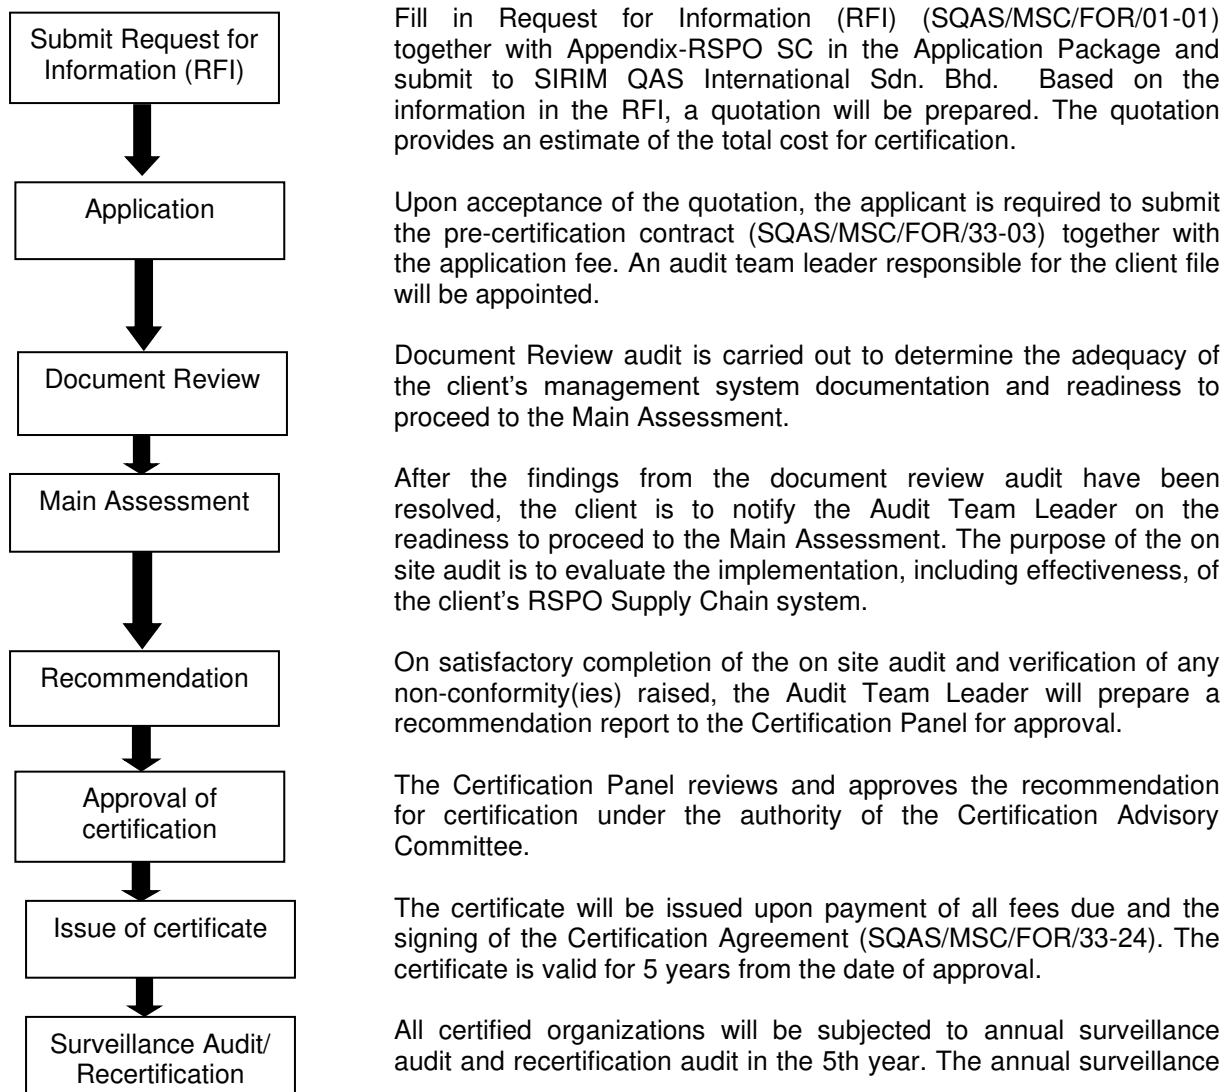 Submit Request for
Information (RFI)
Fill in Request for Information (RFI) (SQAS/MSC/FOR/01-01)
together with Appendix-RSPO SC in the Application Package and
submit to SIRIM QAS International Sdn. Bhd. Based on the
information in the RFI, a quotation will be prepared. The quotation
provides an estimate of the total cost for certification.
Application
Upon acceptance of the quotation, the applicant is required to submit
the pre-certification contract (SQAS/MSC/FOR/33-03) together with
the application fee. An audit team leader responsible for the client file
will be appointed.
Document Review
Document Review audit is carried out to determine the adequacy of
the client's management system documentation and readiness to
proceed to the Main Assessment.
Main Assessment
After the findings from the document review audit have been
resolved, the client is to notify the Audit Team Leader on the
readiness to proceed to the Main Assessment. The purpose of the on
site audit is to evaluate the implementation, including effectiveness, of
the client's RSPO Supply Chain system.
Recommendation
On satisfactory completion of the on site audit and verification of any
non-conformity(ies) raised, the Audit Team Leader will prepare a
recommendation report to the Certification Panel for approval.
Approval of
certification
The Certification Panel reviews and approves the recommendation
for certification under the authority of the Certification Advisory
Committee.
Issue of certificate
The certificate will be issued upon payment of all fees due and the
signing of the Certification Agreement (SQAS/MSC/FOR/33-24). The
certificate is valid for 5 years from the date of approval.
Surveillance Audit/
Recertification
All certified organizations will be subjected to annual surveillance
audit and recertification audit in the 5th year. The annual surveillance